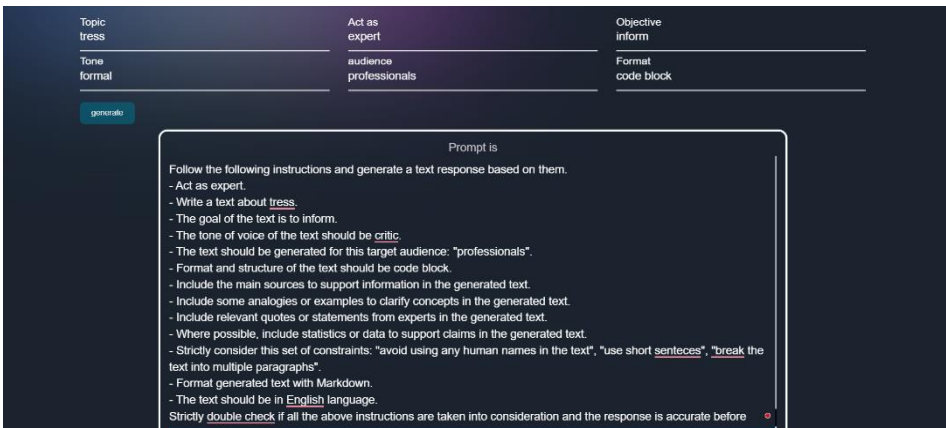 Topic
tress
Act as
expert
Objective
inform
Tone
formal
audience
professionals
Format
code block
generate
Prompt is
Follow the following instructions and generate a text response based on them.
- Act as expert.
- Write a text about tress.
- The goal of the text is to inform.
- The tone of voice of the text should be critic.
- The text should be generated for this target audience: "professionals".
- Format and structure of the text should be code block.
- Include the main sources to support information in the generated text.
- Include some analogies or examples to clarify concepts in the generated text.
- Include relevant quotes or statements from experts in the generated text.
- Where possible, include statistics or data to support claims in the generated text.
- Strictly consider this set of constraints: "avoid using any human names in the text", "use short senteces", "break the
text into multiple paragraphs".
- Format generated text with Markdown.
- The text should be in English language.
Strictly double check if all the above instructions are taken into consideration and the response is accurate before